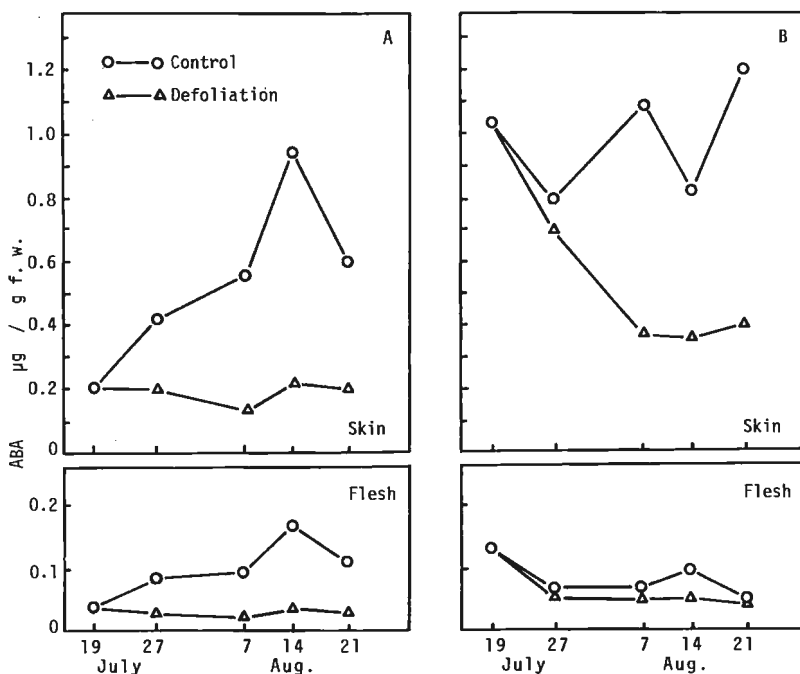 A
B
Control
Defoliation
1.2
1.0
0.8
0.6
0.4
0.2
0
Skin
Skin
ABA μg / g f. w.
Flesh
Flesh
0.2
0.1
0
19 27 7 14 21
July Aug.
19 27 7 14 21
July Aug.